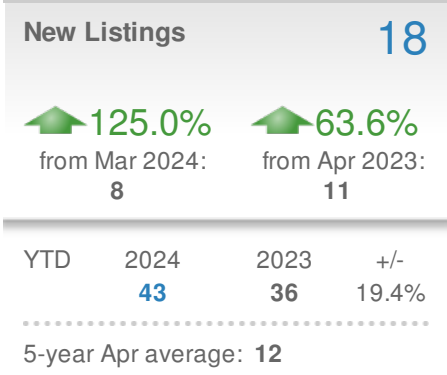 New Listings 18
125.0% 63.6%
from Mar 2024: from Apr 2023:
8 11
YTD 2024 2023 +/-
43 36 19.4%
5-year Apr average: 12